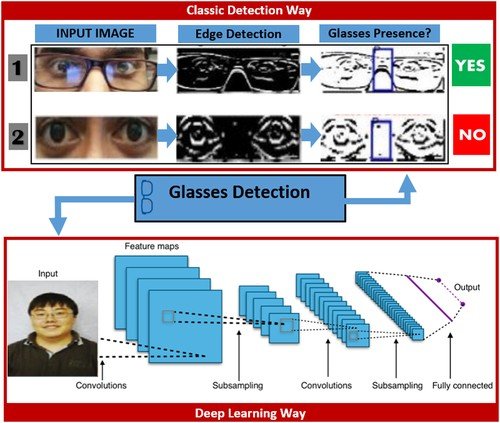 Classic Detection Way
INPUT IMAGE
Edge Detection
Glasses Presence?
1
YES
2
NO
Glasses Detection
Feature maps
Input
Output
Convolutions
Subsampling
Convolutions
Subsampling
Fully connected
Deep Learning Way